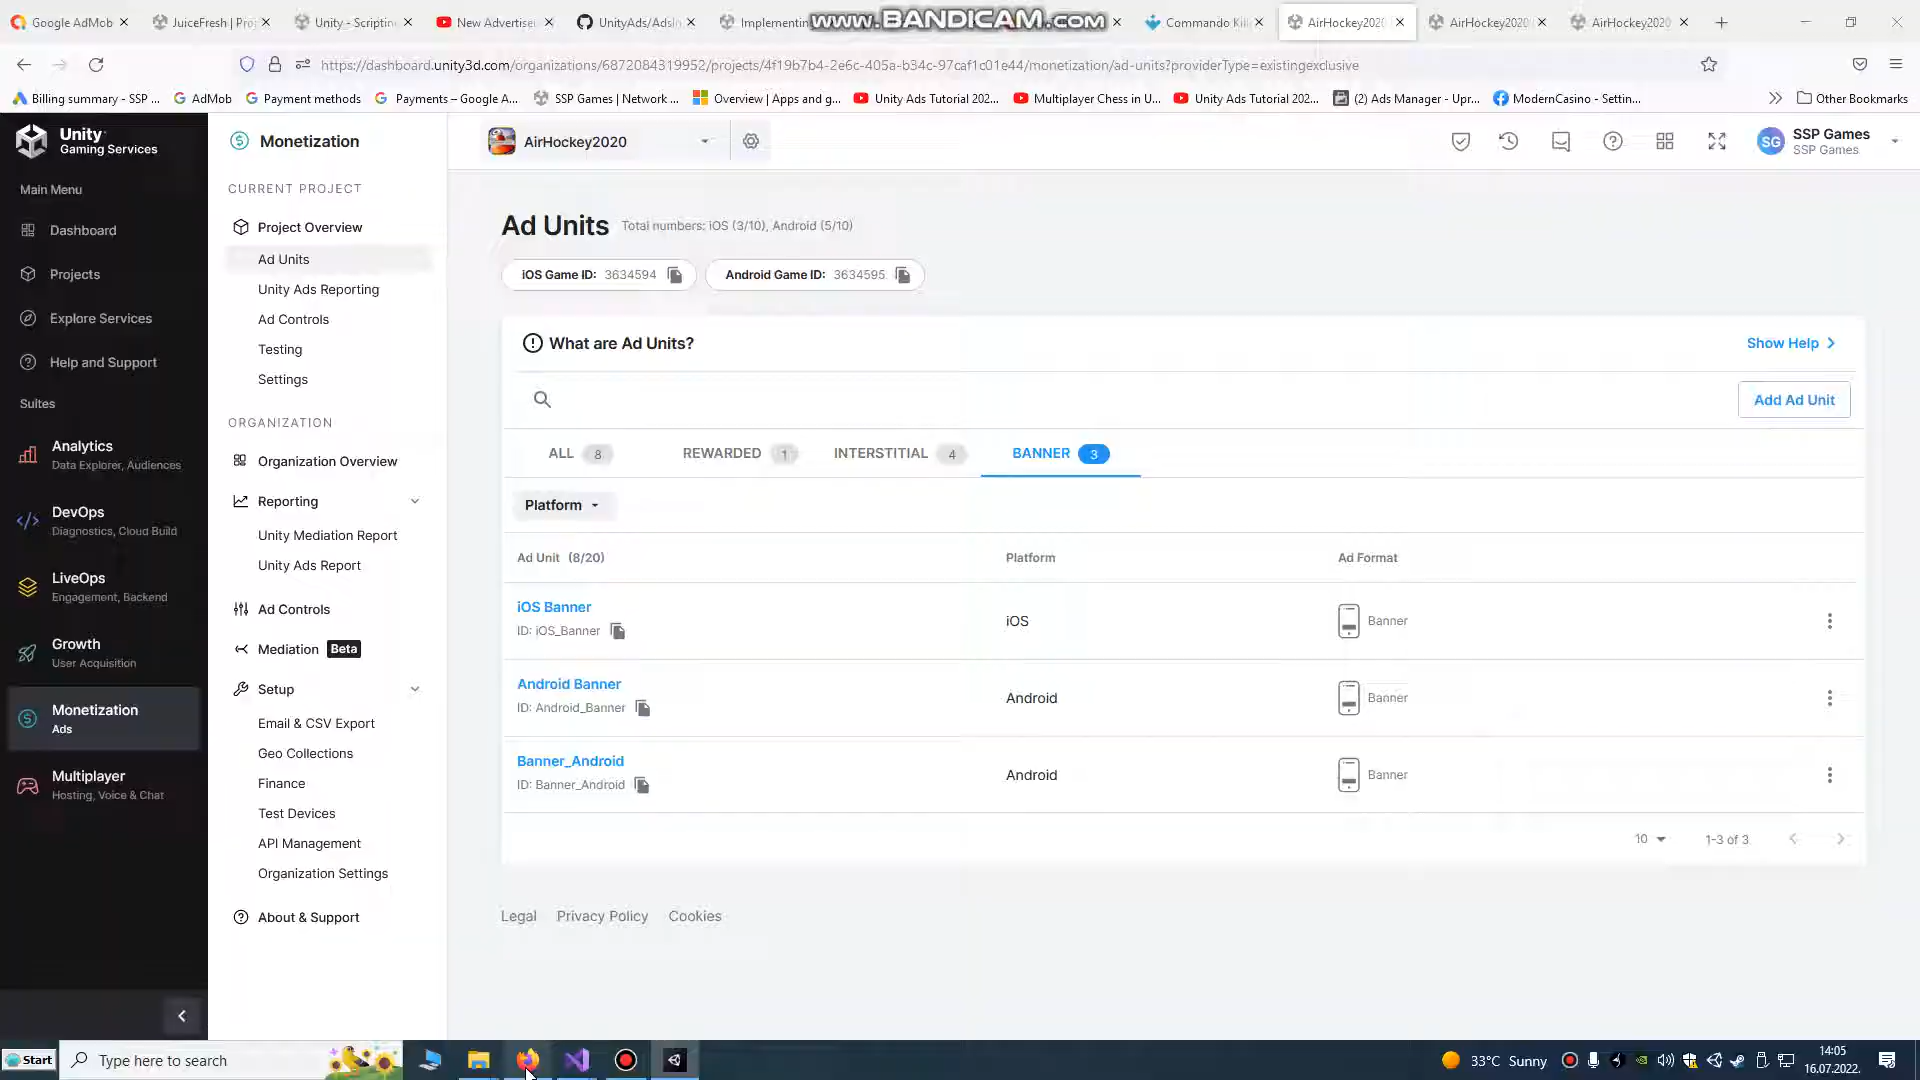 Google AdMob
JuiceFresh | Pro
Unity - Scriptin
New Advertise
UnityAds/AdsIn
Implementin
www.BANDICAM.com
Commando Kill
AirHockey2020
AirHockey2020
AirHockey2020
https://dashboard.unity3d.com/organizations/6872084319952/projects/4f19b7b4-2e6c-405a-b34c-97caf1c01e44/monetization/ad-units?providerType=existingexclusive
Billing summary - SSP ...
AdMob
Payment methods
Payments – Google A...
SSP Games | Network ...
Overview | Apps and g...
Unity Ads Tutorial 202...
Multiplayer Chess in U...
Unity Ads Tutorial 202...
(2) Ads Manager - Upr...
ModernCasino - Settin...
Other Bookmarks
Unity
Gaming Services
Main Menu
Dashboard
Projects
Explore Services
Help and Support
Suites
Analytics
Data Explorer, Audiences
DevOps
Diagnostics, Cloud Build
LiveOps
Engagement, Backend
Growth
User Acquisition
Monetization
Ads
Multiplayer
Hosting, Voice & Chat
Monetization
CURRENT PROJECT
Project Overview
Ad Units
Unity Ads Reporting
Ad Controls
Testing
Settings
ORGANIZATION
Organization Overview
Reporting
Unity Mediation Report
Unity Ads Report
Ad Controls
Mediation Beta
Setup
Email & CSV Export
Geo Collections
Finance
Test Devices
API Management
Organization Settings
About & Support
AirHockey2020
SG
SSP Games
SSP Games
Ad Units Total numbers: iOS (3/10), Android (5/10)
iOS Game ID: 3634594
Android Game ID: 3634595
What are Ad Units?
Show Help
Add Ad Unit
ALL 8
REWARDED 1
INTERSTITIAL 4
BANNER 3
Platform
Ad Unit (8/20) Platform Ad Format
iOS Banner
ID: iOS_Banner
iOS
Banner
Android Banner
ID: Android_Banner
Android
Banner
Banner_Android
ID: Banner_Android
Android
Banner
10
1-3 of 3
Legal Privacy Policy Cookies
Start
Type here to search
33°C Sunny
14:05
16.07.2022.